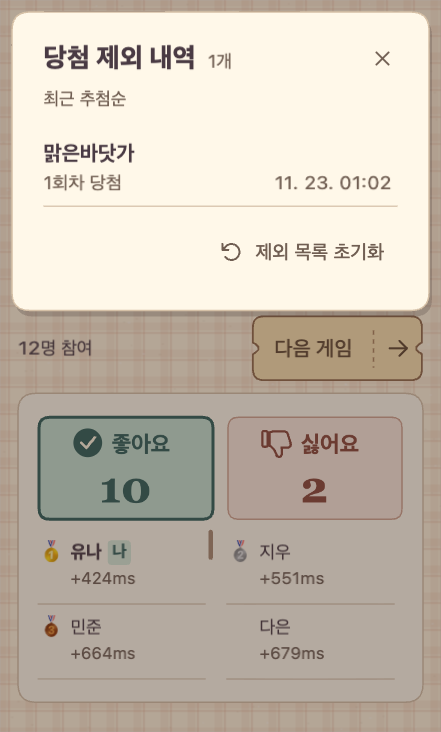 당첨 제외 내역 1개
최근 추첨순
맑은바닷가
1회차 당첨 11. 23. 01:02
제외 목록 초기화
12명 참여 다음 게임
좋아요 싫어요
10 2
1 유나 나 2 지우
+424ms +551ms
3 민준 다은
+664ms +679ms